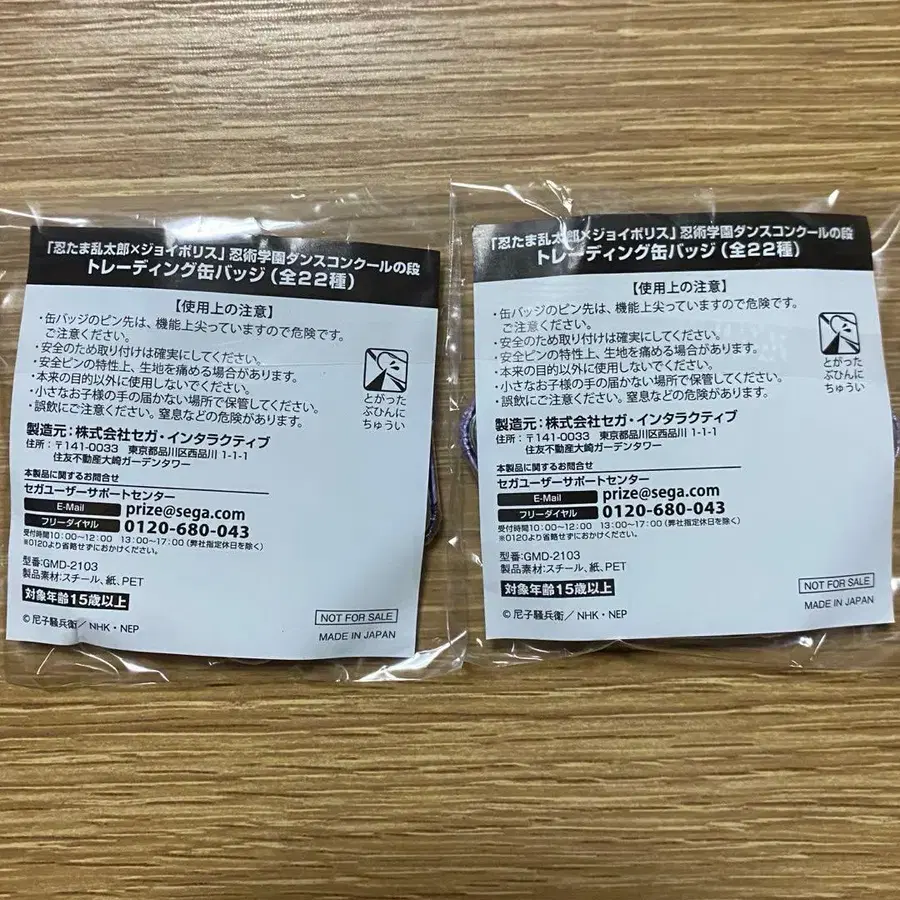 「忍たま乱太郎×ジョイポリス」忍術学園ダンスコンクールの段
トレーディング缶バッジ（全22種）
【使用上の注意】
・缶バッジのピン先は、機能上尖っていますので危険です。
ご注意ください。
・安全のため取り付けは確実にしてください。
・安全ピンの特性上、生地を痛める場合があります。
・本来の目的以外に使用しないでください。
・小さなお子様の手の届かない場所で保管してください。
・誤飲にご注意ください。窒息などの危険があります。
とがった
ぶひんに
ちゅうい
製造元：株式会社セガ・インタラクティブ
住所：〒141-0033 東京都品川区西品川1-1-1
住友不動産大崎ガーデンタワー
本製品に関するお問合せ
セガユーザーサポートセンター
E-Mail prize@sega.com
フリーダイヤル 0120-680-043
受付時間10:00～12:00 13:00～17:00（弊社指定休日を除く）
※0120より省略せずにおかけください。
型番：GMD-2103
製品素材：スチール、紙、PET
対象年齢15歳以上
NOT FOR SALE
©尼子騒兵衛／NHK・NEP
MADE IN JAPAN
「忍たま乱太郎×ジョイポリス」忍術学園ダンスコンクールの段
トレーディング缶バッジ（全22種）
【使用上の注意】
・缶バッジのピン先は、機能上尖っていますので危険です。
ご注意ください。
・安全のため取り付けは確実にしてください。
・安全ピンの特性上、生地を痛める場合があります。
・本来の目的以外に使用しないでください。
・小さなお子様の手の届かない場所で保管してください。
・誤飲にご注意ください。窒息などの危険があります。
とがった
ぶひんに
ちゅうい
製造元：株式会社セガ・インタラクティブ
住所：〒141-0033 東京都品川区西品川1-1-1
住友不動産大崎ガーデンタワー
本製品に関するお問合せ
セガユーザーサポートセンター
E-Mail prize@sega.com
フリーダイヤル 0120-680-043
受付時間10:00～12:00 13:00～17:00（弊社指定休日を除く）
※0120より省略せずにおかけください。
型番：GMD-2103
製品素材：スチール、紙、PET
対象年齢15歳以上
NOT FOR SALE
©尼子騒兵衛／NHK・NEP
MADE IN JAPAN